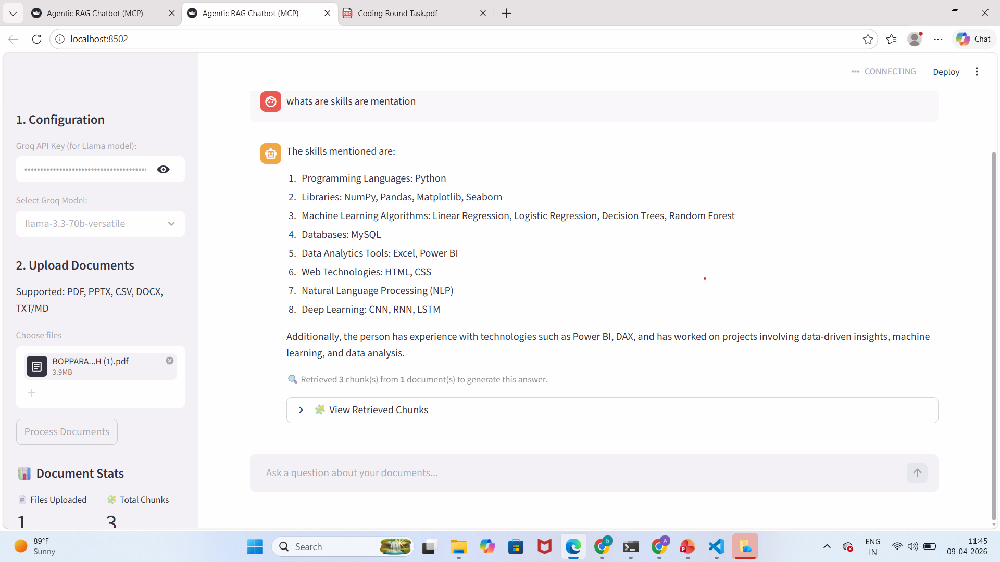 Agentic RAG Chatbot (MCP)
Agentic RAG Chatbot (MCP)
PDF
Coding Round Task.pdf
localhost:8502
Chat
CONNECTING
Deploy
1. Configuration
Groq API Key (for Llama model):
Select Groq Model:
llama-3.3-70b-versatile
2. Upload Documents
Supported: PDF, PPTX, CSV, DOCX,
TXT/MD
Choose files
BOPPARA...H (1).pdf
3.9MB
Process Documents
Document Stats
Files Uploaded
Total Chunks
1
3
whats are skills are mentation
The skills mentioned are:
1. Programming Languages: Python
2. Libraries: NumPy, Pandas, Matplotlib, Seaborn
3. Machine Learning Algorithms: Linear Regression, Logistic Regression, Decision Trees, Random Forest
4. Databases: MySQL
5. Data Analytics Tools: Excel, Power BI
6. Web Technologies: HTML, CSS
7. Natural Language Processing (NLP)
8. Deep Learning: CNN, RNN, LSTM
Additionally, the person has experience with technologies such as Power BI, DAX, and has worked on projects involving data-driven insights, machine
learning, and data analysis.
Retrieved 3 chunk(s) from 1 document(s) to generate this answer.
View Retrieved Chunks
Ask a question about your documents...
89°F
Sunny
Search
b
A
P
ENG
IN
11:45
09-04-2026